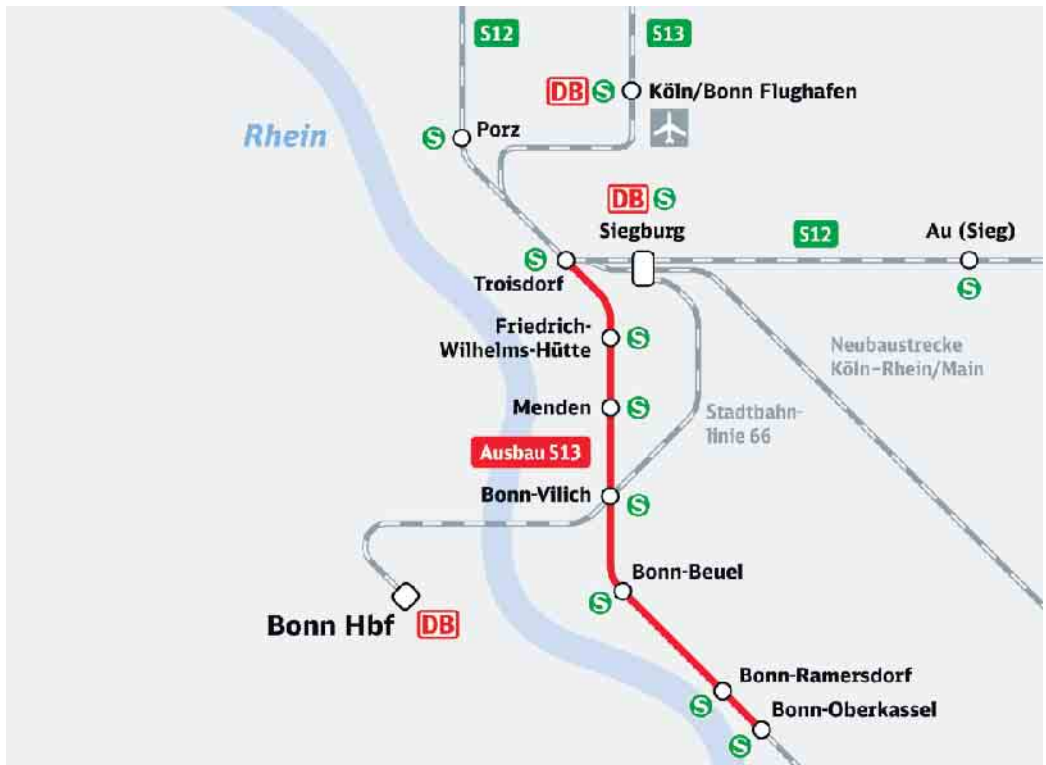 S12
S13
DB S Köln/Bonn Flughafen
Rhein
S Porz
DB S
Siegburg
S12
Au (Sieg)
S
S
Troisdorf
Friedrich-
Wilhelms-Hütte S
Neubaustrecke
Köln-Rhein/Main
Menden S
Stadtbahn-
linie 66
Ausbau S13
Bonn-Vilich S
Bonn-Beuel
S
Bonn Hbf DB
Bonn-Ramersdorf
S
Bonn-Oberkassel
S